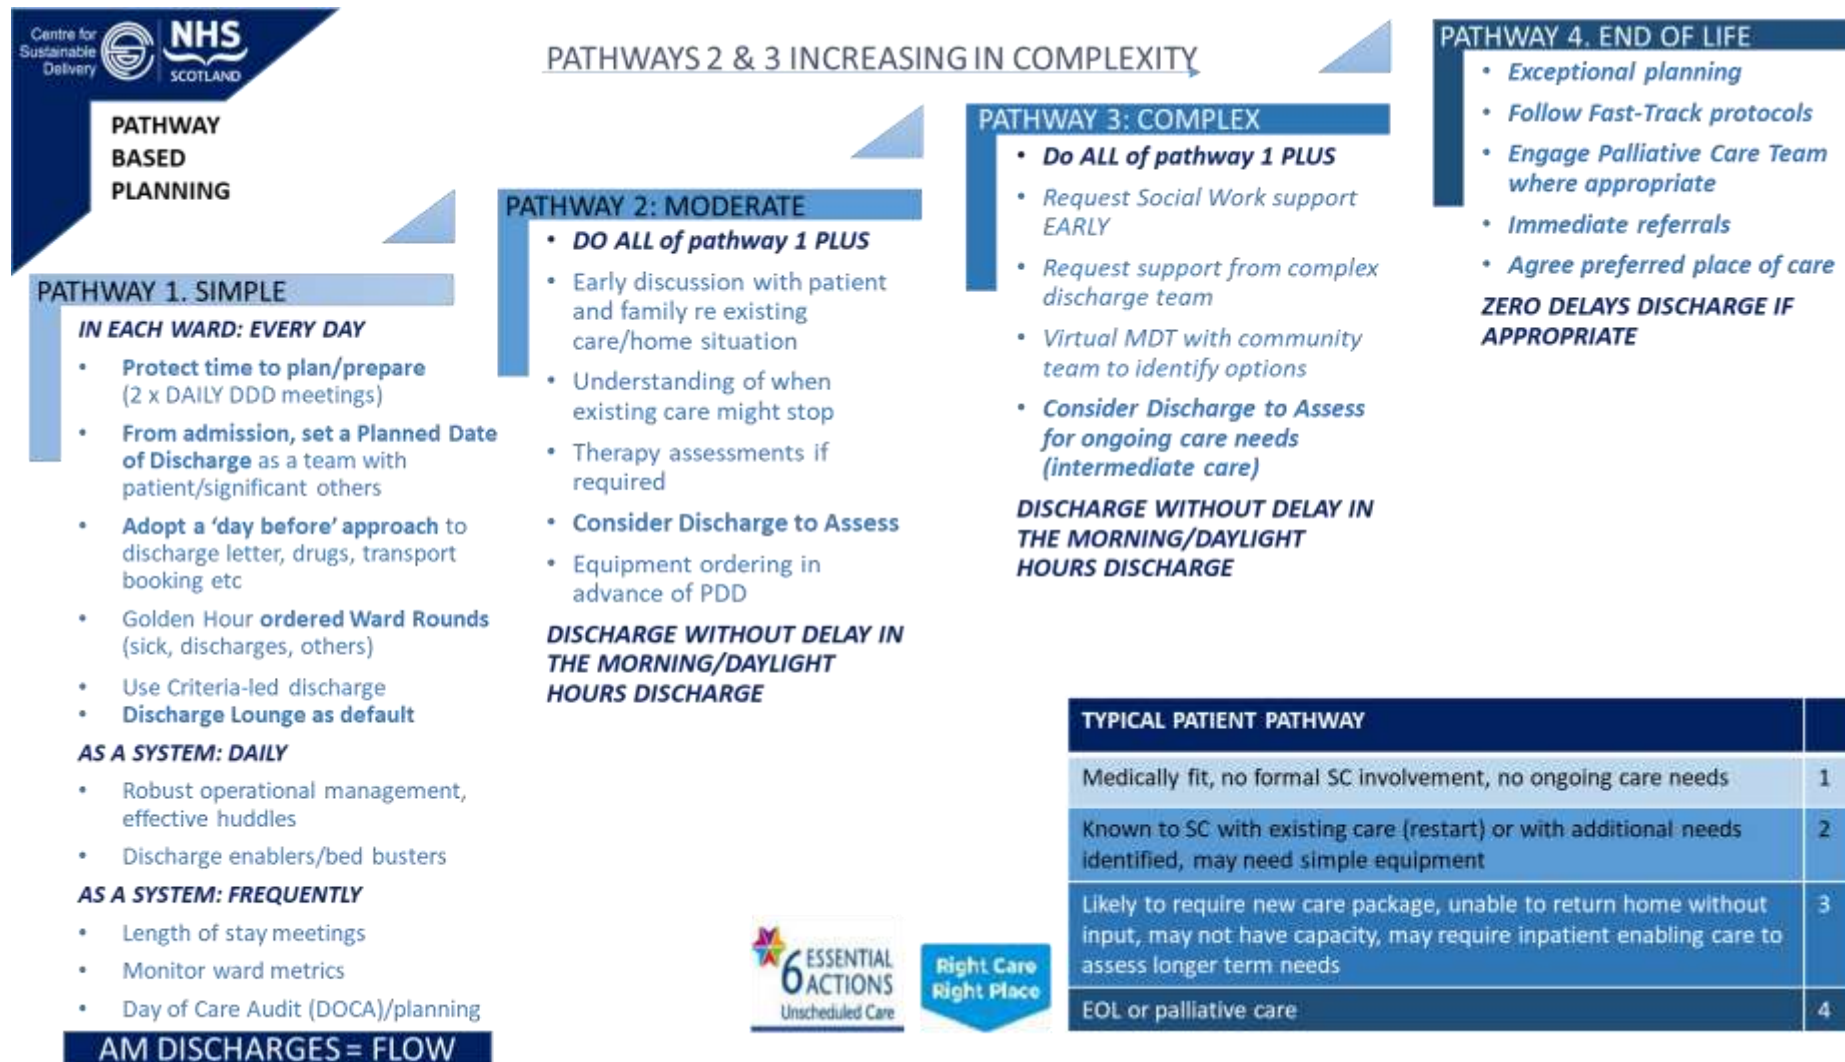 Centre for
Sustainable
Delivery
NHS
SCOTLAND
PATHWAY
BASED
PLANNING
PATHWAYS 2 & 3 INCREASING IN COMPLEXITY
PATHWAY 1. SIMPLE
IN EACH WARD: EVERY DAY
• Protect time to plan/prepare
(2 x DAILY DDD meetings)
• From admission, set a Planned Date
of Discharge as a team with
patient/significant others
• Adopt a ‘day before’ approach to
discharge letter, drugs, transport
booking etc
• Golden Hour ordered Ward Rounds
(sick, discharges, others)
• Use Criteria-led discharge
• Discharge Lounge as default
AS A SYSTEM: DAILY
• Robust operational management,
effective huddles
• Discharge enablers/bed busters
AS A SYSTEM: FREQUENTLY
• Length of stay meetings
• Monitor ward metrics
• Day of Care Audit (DOCA)/planning
AM DISCHARGES = FLOW
PATHWAY 2: MODERATE
• DO ALL of pathway 1 PLUS
• Early discussion with patient
and family re existing
care/home situation
• Understanding of when
existing care might stop
• Therapy assessments if
required
• Consider Discharge to Assess
• Equipment ordering in
advance of PDD
DISCHARGE WITHOUT DELAY IN
THE MORNING/DAYLIGHT
HOURS DISCHARGE
PATHWAY 3: COMPLEX
• Do ALL of pathway 1 PLUS
• Request Social Work support
EARLY
• Request support from complex
discharge team
• Virtual MDT with community
team to identify options
• Consider Discharge to Assess
for ongoing care needs
(intermediate care)
DISCHARGE WITHOUT DELAY IN
THE MORNING/DAYLIGHT
HOURS DISCHARGE
PATHWAY 4. END OF LIFE
• Exceptional planning
• Follow Fast-Track protocols
• Engage Palliative Care Team
where appropriate
• Immediate referrals
• Agree preferred place of care
ZERO DELAYS DISCHARGE IF
APPROPRIATE
6 ESSENTIAL
ACTIONS
Unscheduled Care
Right Care
Right Place
TYPICAL PATIENT PATHWAY
Medically fit, no formal SC involvement, no ongoing care needs 1
Known to SC with existing care (restart) or with additional needs 2
identified, may need simple equipment
Likely to require new care package, unable to return home without 3
input, may not have capacity, may require inpatient enabling care to
assess longer term needs
EOL or palliative care 4